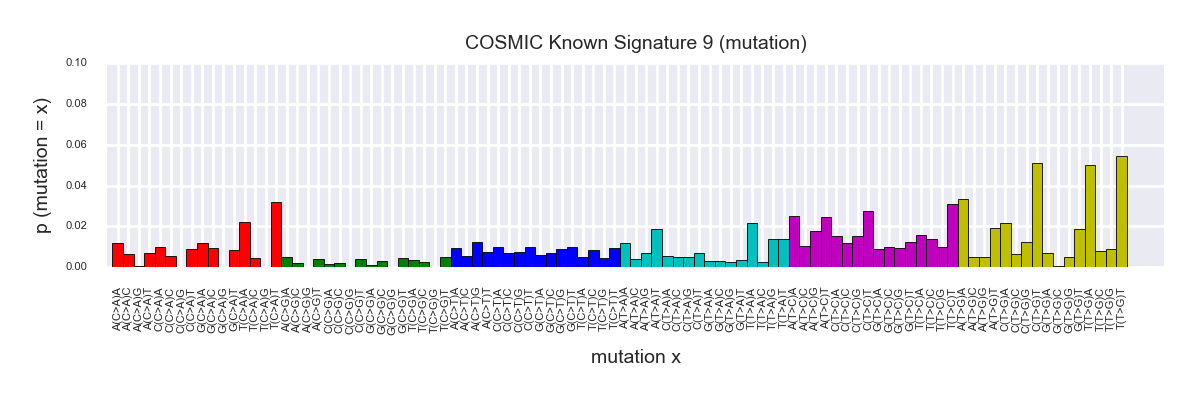 COSMIC Known Signature 9 (mutation)
p (mutation = x)
0.10
0.08
0.06
0.04
0.02
0.00
A(C>A)A
A(C>A)C
A(C>A)G
A(C>A)T
C(C>A)A
C(C>A)C
C(C>A)G
C(C>A)T
G(C>A)A
G(C>A)C
G(C>A)G
G(C>A)T
T(C>A)A
T(C>A)C
T(C>A)G
T(C>A)T
A(C>G)A
A(C>G)C
A(C>G)G
A(C>G)T
C(C>G)A
C(C>G)C
C(C>G)G
C(C>G)T
G(C>G)A
G(C>G)C
G(C>G)G
G(C>G)T
T(C>G)A
T(C>G)C
T(C>G)G
T(C>G)T
A(C>T)A
A(C>T)C
A(C>T)G
A(C>T)T
C(C>T)A
C(C>T)C
C(C>T)G
C(C>T)T
G(C>T)A
G(C>T)C
G(C>T)G
G(C>T)T
T(C>T)A
T(C>T)C
T(C>T)G
T(C>T)T
A(T>A)A
A(T>A)C
A(T>A)G
A(T>A)T
C(T>A)A
C(T>A)C
C(T>A)G
C(T>A)T
G(T>A)A
G(T>A)C
G(T>A)G
G(T>A)T
T(T>A)A
T(T>A)C
T(T>A)G
T(T>A)T
A(T>C)A
A(T>C)C
A(T>C)G
A(T>C)T
C(T>C)A
C(T>C)C
C(T>C)G
C(T>C)T
G(T>C)A
G(T>C)C
G(T>C)G
G(T>C)T
T(T>C)A
T(T>C)C
T(T>C)G
T(T>C)T
A(T>G)A
A(T>G)C
A(T>G)G
A(T>G)T
C(T>G)A
C(T>G)C
C(T>G)G
C(T>G)T
G(T>G)A
G(T>G)C
G(T>G)G
G(T>G)T
T(T>G)A
T(T>G)C
T(T>G)G
T(T>G)T
mutation x